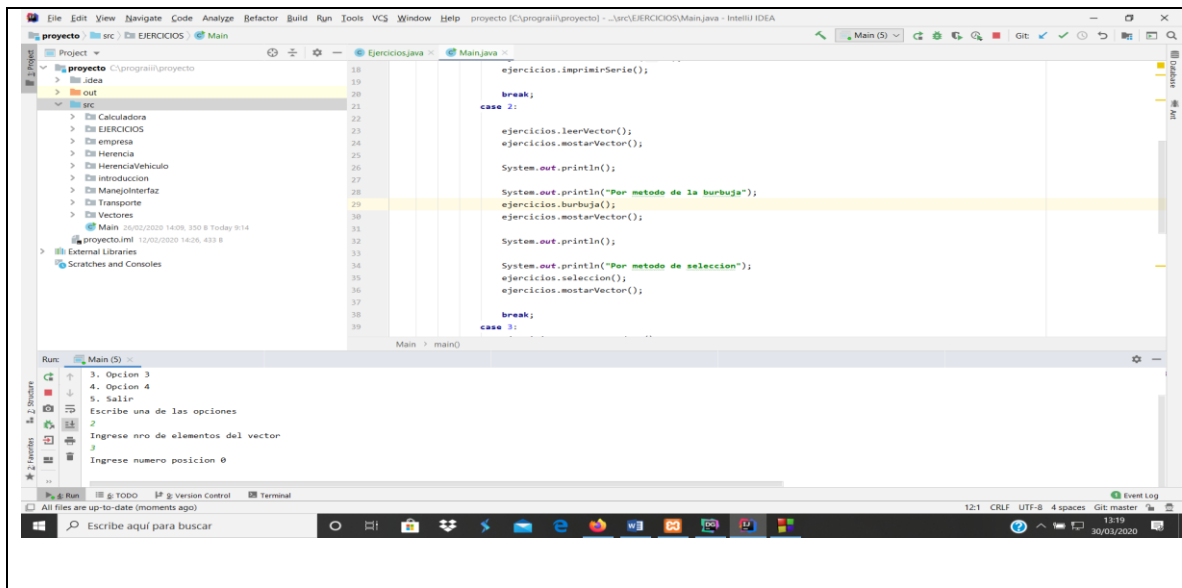 File Edit View Navigate Code Analyze Refactor Build Run Tools VCS Window Help proyecto [C:\prograiii\proyecto] - ...\src\EJERCICIOS\Main.java - IntelliJ IDEA
proyecto src EJERCICIOS Main Main (5) Git:
Project Ejercicios.java Main.java
1: Project
Database
Ant
proyecto C:\prograiii\proyecto
.idea
out
src
Calculadora
EJERCICIOS
empresa
Herencia
HerenciaVehiculo
introduccion
ManejoInterfaz
Transporte
Vectores
Main 26/02/2020 14:09, 350 B Today 9:14
proyecto.iml 12/02/2020 14:26, 433 B
External Libraries
Scratches and Consoles
18 ejercicios.imprimirSerie();
19
20 break;
21 case 2:
22
23 ejercicios.leerVector();
24 ejercicios.mostarVector();
25
26 System.out.println();
27
28 System.out.println("Por metodo de la burbuja");
29 ejercicios.burbuja();
30 ejercicios.mostarVector();
31
32 System.out.println();
33
34 System.out.println("Por metodo de seleccion");
35 ejercicios.seleccion();
36 ejercicios.mostarVector();
37
38 break;
39 case 3:
Main > main()
Run: Main (5)
3. Opcion 3
4. Opcion 4
5. Salir
Escribe una de las opciones
2
Ingrese nro de elementos del vector
3
Ingrese numero posicion 0
7: Structure
2: Favorites
4: Run 6: TODO 9: Version Control Terminal Event Log
All files are up-to-date (moments ago) 12:1 CRLF UTF-8 4 spaces Git: master
Escribe aquí para buscar 13:19
30/03/2020